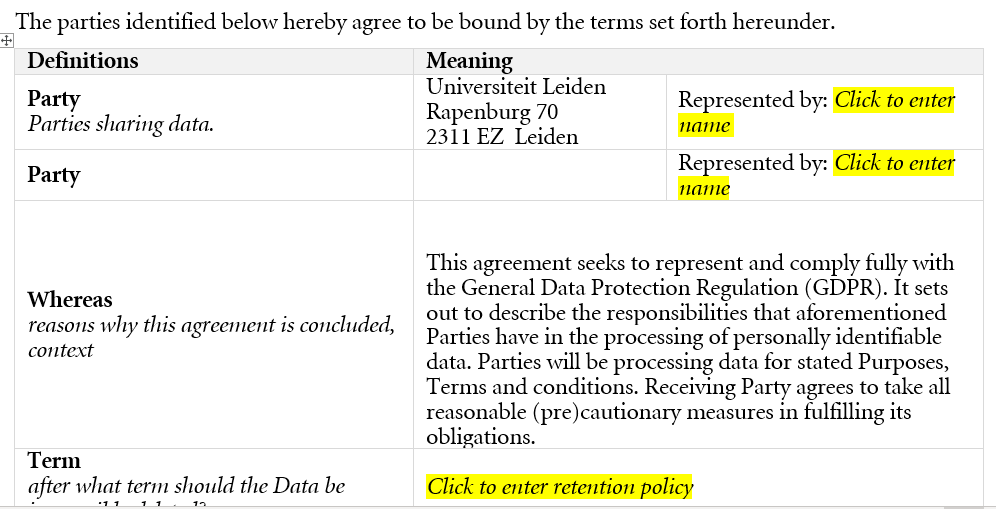 The parties identified below hereby agree to be bound by the terms set forth hereunder.
Definitions
Meaning
Party
Parties sharing data.
Universiteit Leiden
Rapenburg 70
2311 EZ  Leiden
Represented by: Click to enter
name
Party
Represented by: Click to enter
name
Whereas
reasons why this agreement is concluded,
context
This agreement seeks to represent and comply fully with
the General Data Protection Regulation (GDPR). It sets
out to describe the responsibilities that aforementioned
Parties have in the processing of personally identifiable
data. Parties will be processing data for stated Purposes,
Terms and conditions. Receiving Party agrees to take all
reasonable (pre)cautionary measures in fulfilling its
obligations.
Term
after what term should the Data be
Click to enter retention policy